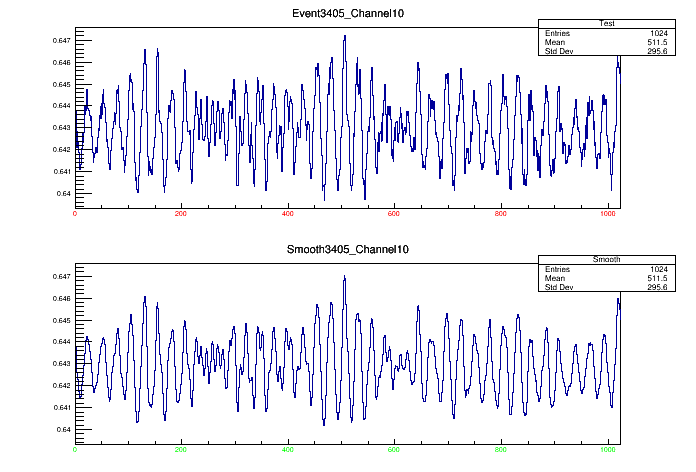 Event3405_Channel10
Test
Entries 1024
Mean 511.5
Std Dev 295.6
0.647
0.646
0.645
0.644
0.643
0.642
0.641
0.64
0 200 400 600 800 1000
Smooth3405_Channel10
Smooth
Entries 1024
Mean 511.5
Std Dev 295.6
0.647
0.646
0.645
0.644
0.643
0.642
0.641
0.64
0 200 400 600 800 1000